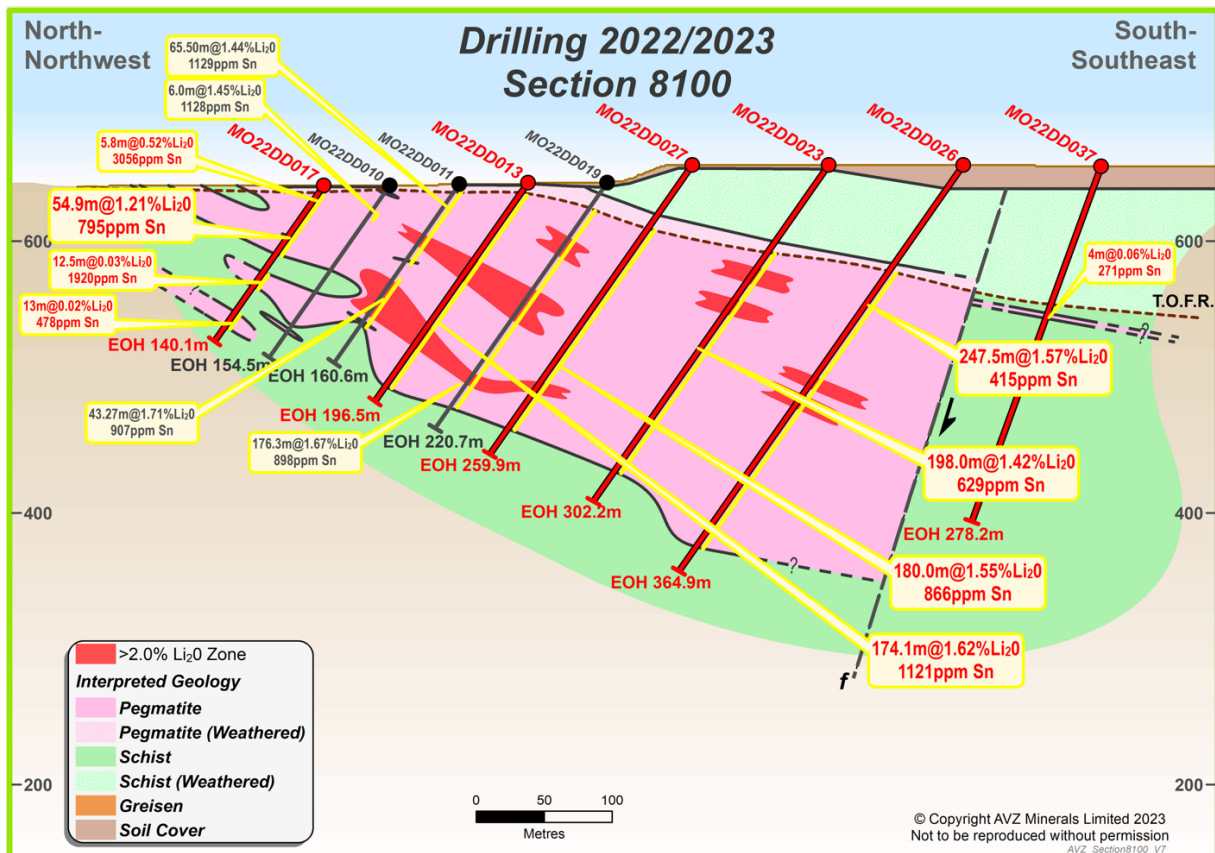 North-
Northwest
Drilling 2022/2023
Section 8100
South-
Southeast
65.50m@1.44%Li₂0
1129ppm Sn
6.0m@1.45%Li₂0
1128ppm Sn
5.8m@0.52%Li₂0
3056ppm Sn
MO22DD017
MO22DD010
MO22DD011
MO22DD013
MO22DD019
MO22DD027
MO22DD023
MO22DD026
MO22DD037
54.9m@1.21%Li₂0
795ppm Sn
600
600
12.5m@0.03%Li₂0
1920ppm Sn
4m@0.06%Li₂0
271ppm Sn
13m@0.02%Li₂0
478ppm Sn
T.O.F.R.
?
EOH 140.1m
EOH 154.5m
EOH 160.6m
247.5m@1.57%Li₂0
415ppm Sn
43.27m@1.71%Li₂0
907ppm Sn
EOH 196.5m
176.3m@1.67%Li₂0
898ppm Sn
EOH 220.7m
EOH 259.9m
198.0m@1.42%Li₂0
629ppm Sn
400
400
EOH 302.2m
EOH 278.2m
EOH 364.9m
?
180.0m@1.55%Li₂0
866ppm Sn
174.1m@1.62%Li₂0
1121ppm Sn
f
>2.0% Li₂0 Zone
Interpreted Geology
Pegmatite
Pegmatite (Weathered)
Schist
Schist (Weathered)
Greisen
Soil Cover
200
200
0 50 100
Metres
© Copyright AVZ Minerals Limited 2023
Not to be reproduced without permission
AVZ_Section8100_V7